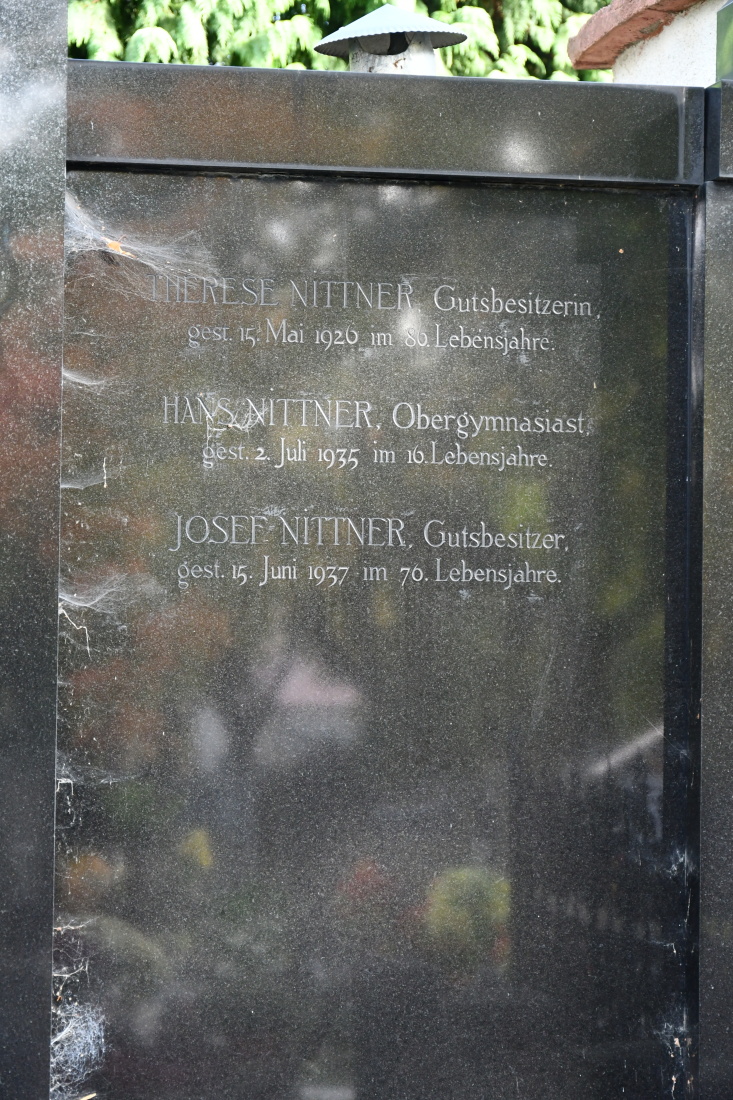 THERESE NITTNER, Gutsbesitzerin,
gest. 15. Mai 1926 im 80. Lebensjahre.
HANS NITTNER, Obergymnasiast,
gest. 2. Juli 1935 im 16. Lebensjahre.
JOSEF NITTNER, Gutsbesitzer,
gest. 15. Juni 1937 im 76. Lebensjahre.